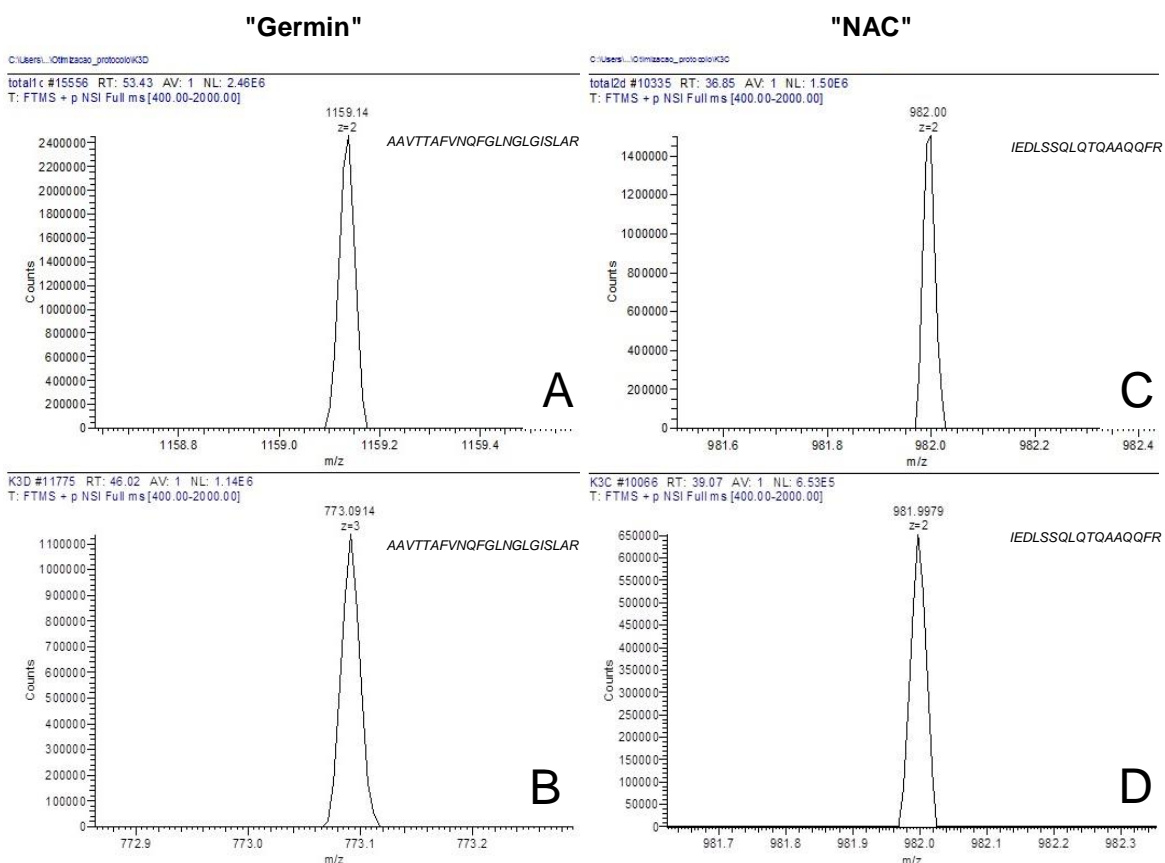 "Germin"
C:\Users\...\Otimizacao_protocolo\K3D
total1c #15556 RT: 53.43 AV: 1 NL: 2.46E6
T: FTMS + p NSI Full ms [400.00-2000.00]
1159.14
z=2
AAVTTAFVNQFGLNGLGISLAR
2400000
2200000
2000000
1800000
1600000
1400000
1200000
1000000
800000
600000
400000
200000
0
Counts
A
1158.8 1159.0 1159.2 1159.4
m/z
K3D #11775 RT: 46.02 AV: 1 NL: 1.14E6
T: FTMS + p NSI Full ms [400.00-2000.00]
773.0914
z=3
AAVTTAFVNQFGLNGLGISLAR
1100000
1000000
900000
800000
700000
600000
500000
400000
300000
200000
100000
0
Counts
B
772.9 773.0 773.1 773.2
m/z
"NAC"
C:\Users\...\Otimizacao_protocolo\K3C
total2d #10335 RT: 36.85 AV: 1 NL: 1.50E6
T: FTMS + p NSI Full ms [400.00-2000.00]
982.00
z=2
IEDLSSQLQTQAAQQFR
1400000
1200000
1000000
800000
600000
400000
200000
0
Counts
C
981.6 981.8 982.0 982.2 982.4
m/z
K3C #10066 RT: 39.07 AV: 1 NL: 6.53E5
T: FTMS + p NSI Full ms [400.00-2000.00]
981.9979
z=2
IEDLSSQLQTQAAQQFR
650000
600000
550000
500000
450000
400000
350000
300000
250000
200000
150000
100000
50000
0
Counts
D
981.7 981.8 981.9 982.0 982.1 982.2 982.3
m/z